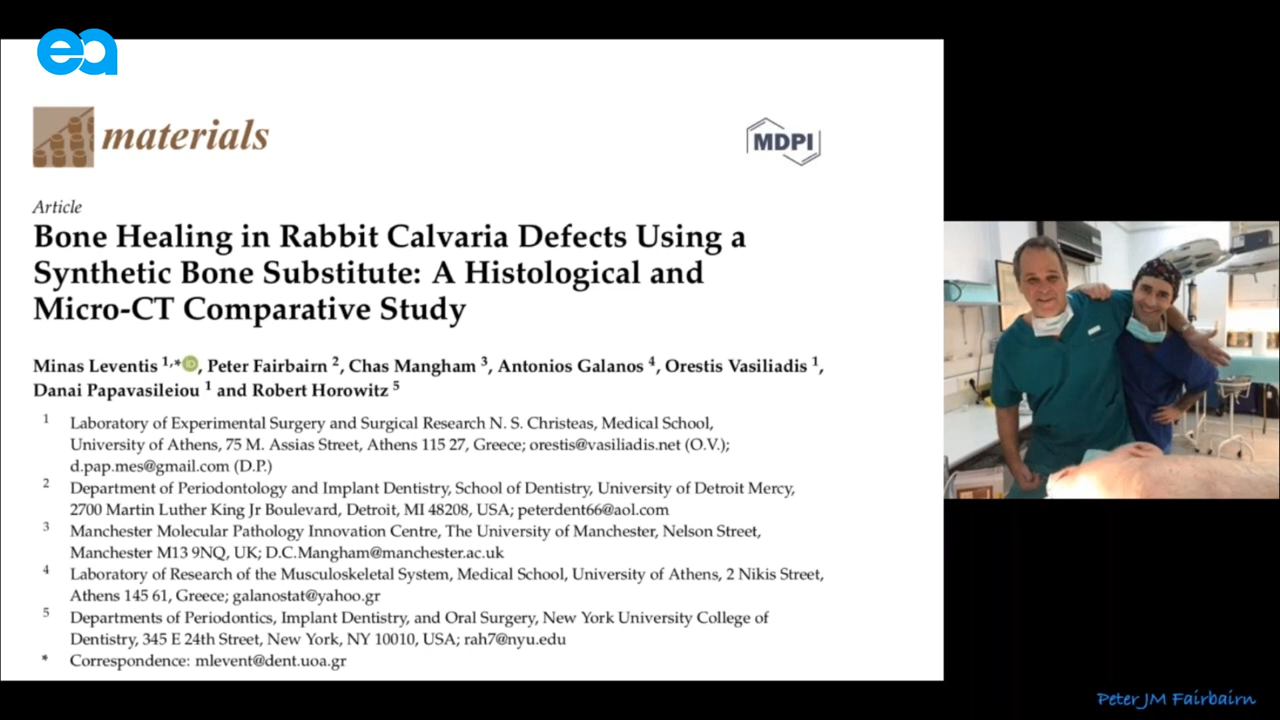 ea
materials
MDPI
Article
Bone Healing in Rabbit Calvaria Defects Using a
Synthetic Bone Substitute: A Histological and
Micro-CT Comparative Study
Minas Leventis 1,* iD, Peter Fairbairn 2, Chas Mangham 3, Antonios Galanos 4, Orestis Vasiliadis 1,
Danai Papavasileiou 1 and Robert Horowitz 5
1 Laboratory of Experimental Surgery and Surgical Research N. S. Christeas, Medical School,
University of Athens, 75 M. Assias Street, Athens 115 27, Greece; orestis@vasiliadis.net (O.V.);
d.pap.mes@gmail.com (D.P.)
2 Department of Periodontology and Implant Dentistry, School of Dentistry, University of Detroit Mercy,
2700 Martin Luther King Jr Boulevard, Detroit, MI 48208, USA; peterdent66@aol.com
3 Manchester Molecular Pathology Innovation Centre, The University of Manchester, Nelson Street,
Manchester M13 9NQ, UK; D.C.Mangham@manchester.ac.uk
4 Laboratory of Research of the Musculoskeletal System, Medical School, University of Athens, 2 Nikis Street,
Athens 145 61, Greece; galanostat@yahoo.gr
5 Departments of Periodontics, Implant Dentistry, and Oral Surgery, New York University College of
Dentistry, 345 E 24th Street, New York, NY 10010, USA; rah7@nyu.edu
* Correspondence: mlevent@dent.uoa.gr
Peter JM Fairbairn